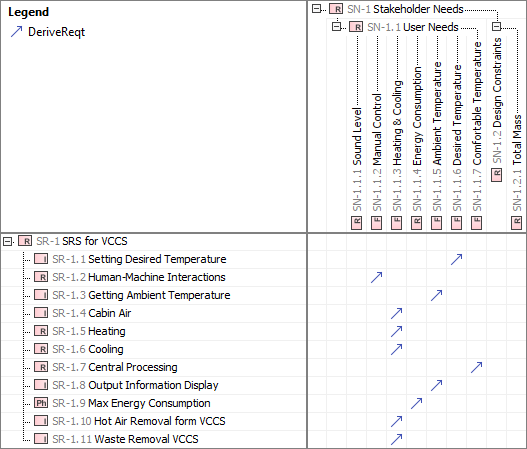 Legend
DeriveReqt
R SN-1 Stakeholder Needs
R SN-1.1 User Needs
R SN-1.1.1 Sound Level
F SN-1.1.2 Manual Control
F SN-1.1.3 Heating & Cooling
R SN-1.1.4 Energy Consumption
F SN-1.1.5 Ambient Temperature
F SN-1.1.6 Desired Temperature
F SN-1.1.7 Comfortable Temperature
R SN-1.2 Design Constraints
R SN-1.2.1 Total Mass
R SR-1 SRS for VCCS
I SR-1.1 Setting Desired Temperature
R SR-1.2 Human-Machine Interactions
I SR-1.3 Getting Ambient Temperature
I SR-1.4 Cabin Air
R SR-1.5 Heating
R SR-1.6 Cooling
R SR-1.7 Central Processing
I SR-1.8 Output Information Display
Ph SR-1.9 Max Energy Consumption
I SR-1.10 Hot Air Removal form VCCS
I SR-1.11 Waste Removal VCCS